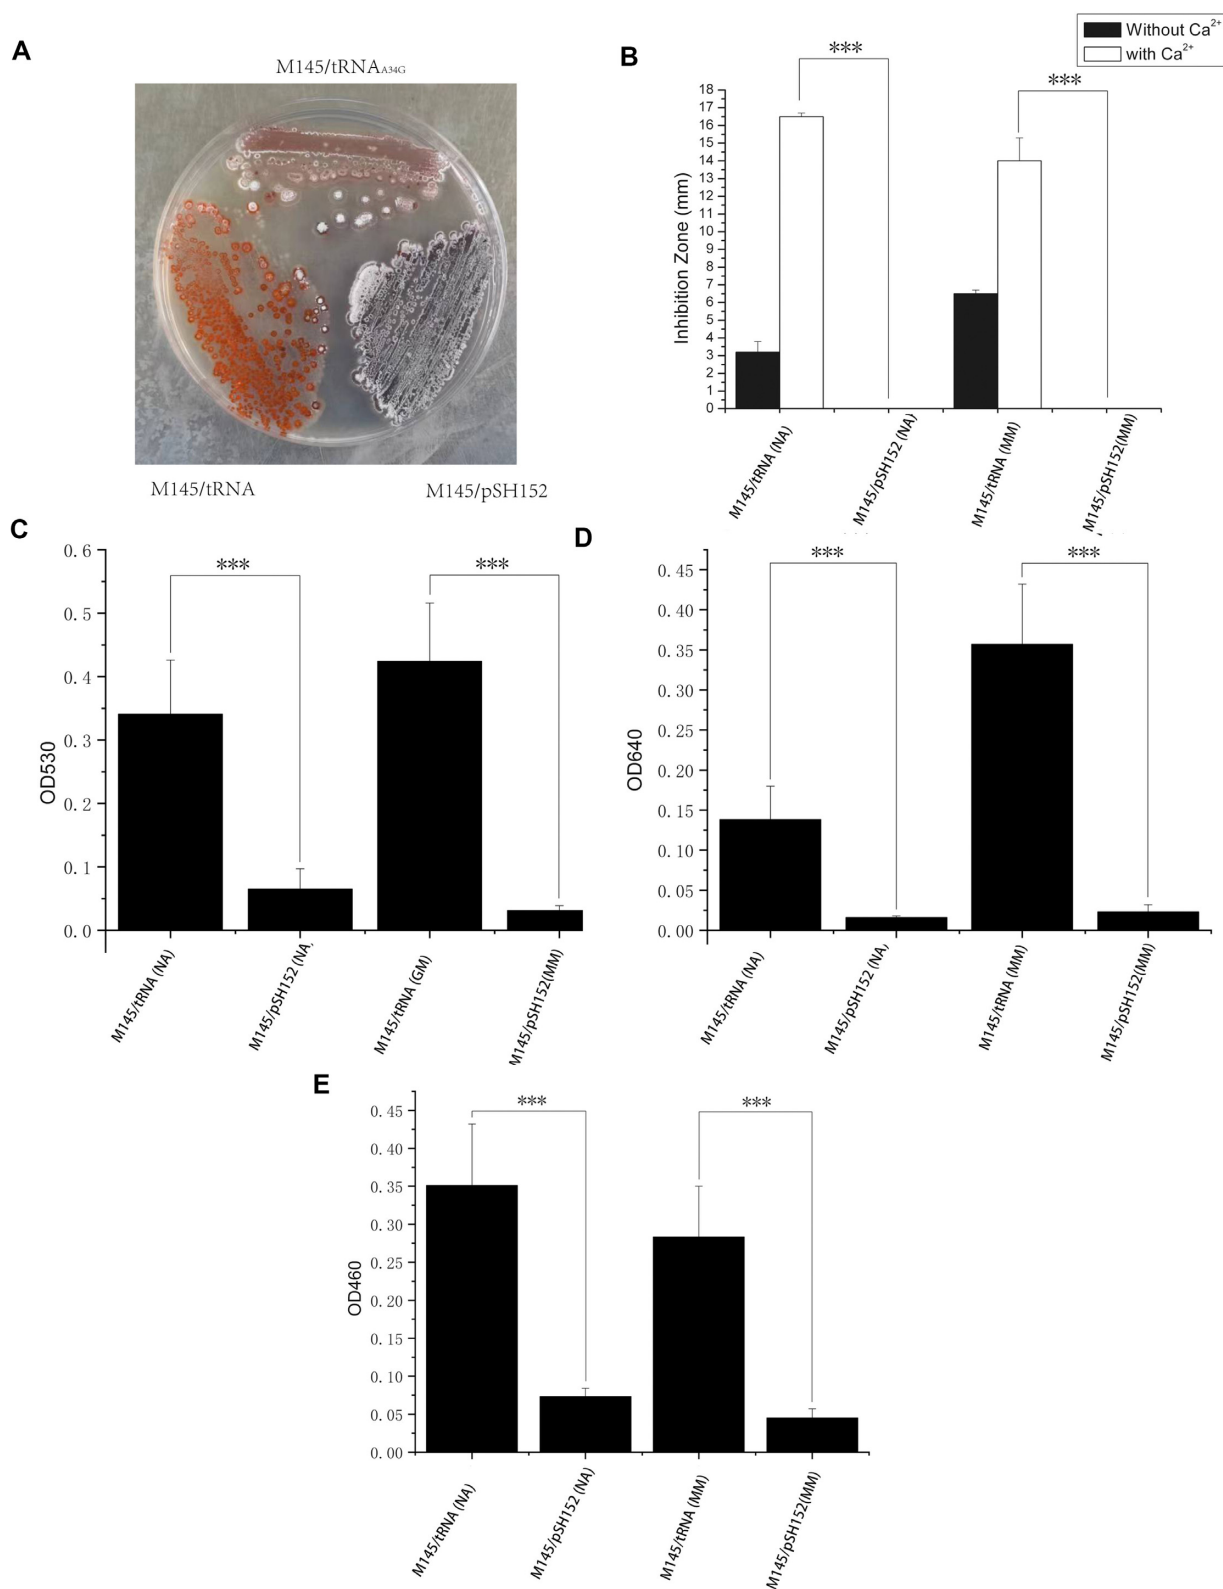 A
M145/tRNA A34G
M145/tRNA
M145/pSH152
B
Without Ca2+
with Ca2+
***
***
18
17
16
15
14
13
12
11
10
9
8
7
6
5
4
3
2
1
0
Inhibition Zone (mm)
M145/tRNA (NA)
M145/pSH152 (NA)
M145/tRNA (MM)
M145/pSH152(MM)
C
***
***
0.6
0.5
0.4
0.3
0.2
0.1
0.0
OD530
M145/tRNA (NA)
M145/pSH152 (NA)
M145/tRNA (GM)
M145/pSH152(MM)
D
***
***
0.45
0.40
0.35
0.30
0.25
0.20
0.15
0.10
0.05
0.00
OD640
M145/tRNA (NA)
M145/pSH152 (NA)
M145/tRNA (MM)
M145/pSH152(MM)
E
***
***
0.45
0.40
0.35
0.30
0.25
0.20
0.15
0.10
0.05
0.00
OD460
M145/tRNA (NA)
M145/pSH152 (NA)
M145/tRNA (MM)
M145/pSH152(MM)